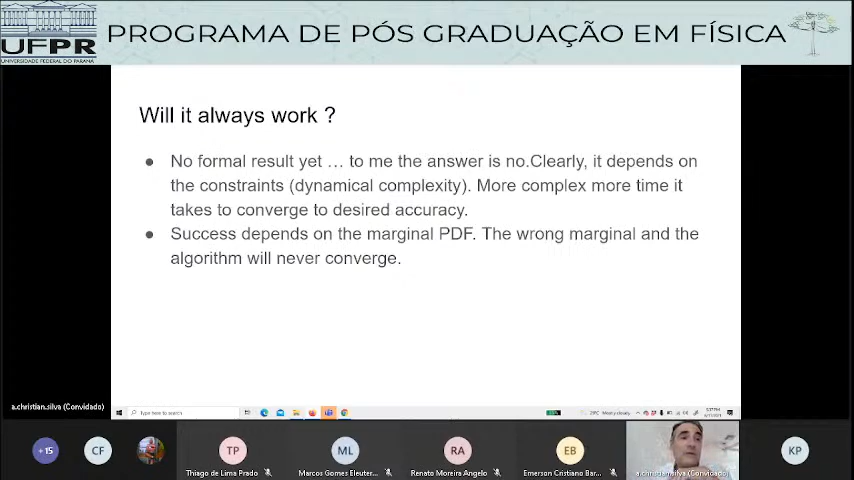 UFPR
UNIVERSIDADE FEDERAL DO PARANÁ
PROGRAMA DE PÓS GRADUAÇÃO EM FÍSICA
Will it always work ?
● No formal result yet … to me the answer is no.Clearly, it depends on
the constraints (dynamical complexity). More complex more time it
takes to converge to desired accuracy.
● Success depends on the marginal PDF. The wrong marginal and the
algorithm will never converge.
a.christian.silva (Convidado)
Type here to search
+15
CF
TP
ML
RA
EB
KP
Thiago de Lima Prado
Marcos Gomes Eleuter...
Renato Moreira Angelo
Emerson Cristiano Bar...
a.christian.silva (Convidado)